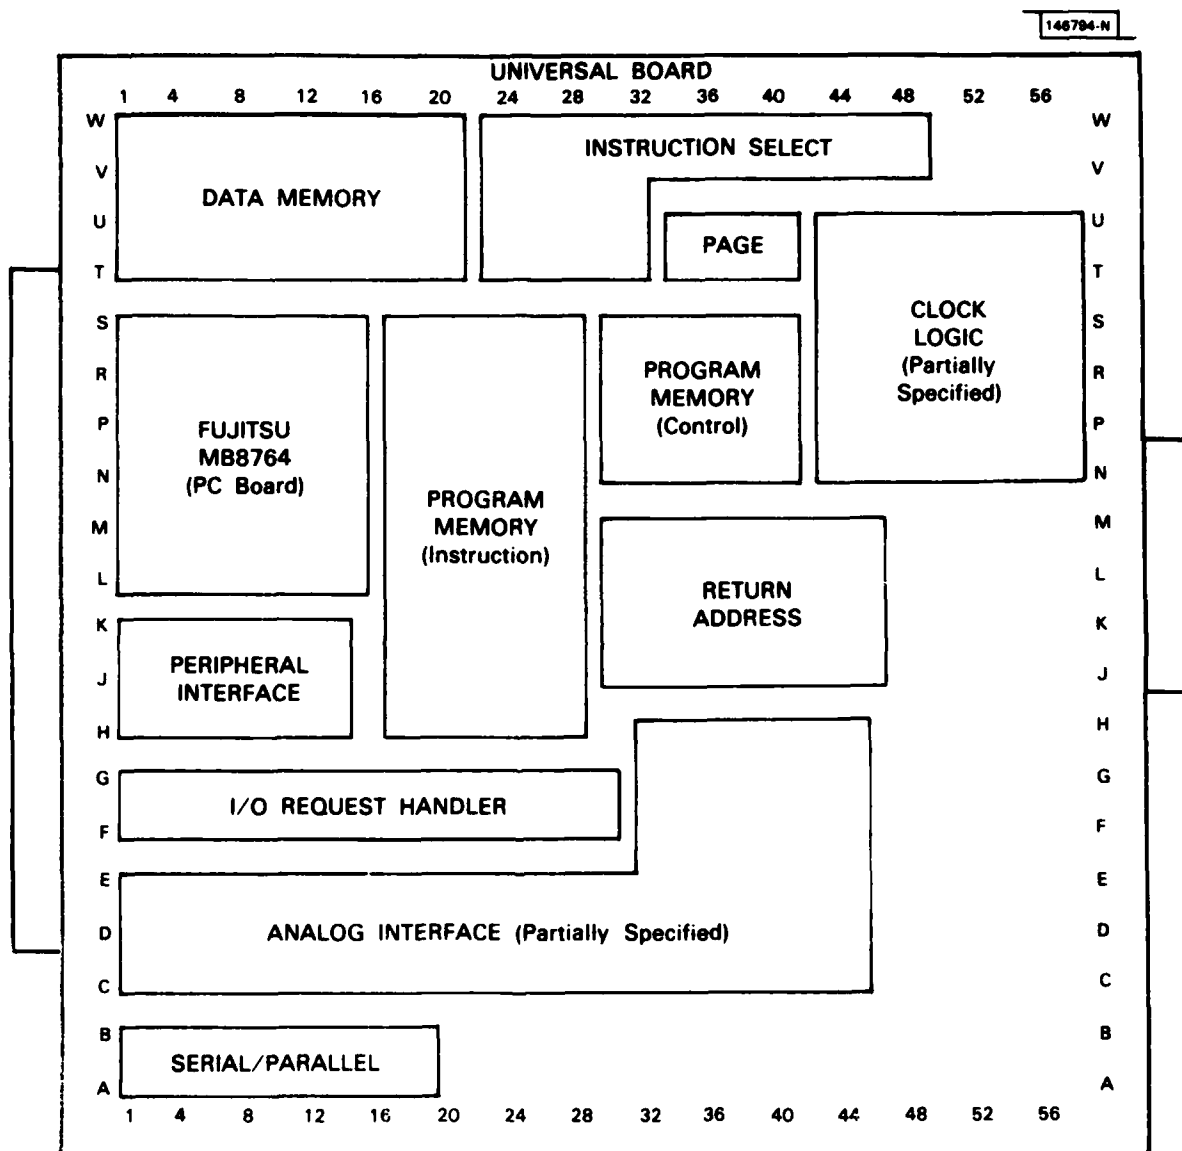 146794-N
UNIVERSAL BOARD
1 4 8 12 16 20 24 28 32 36 40 44 48 52 56
W W
INSTRUCTION SELECT
V V
DATA MEMORY
U U
PAGE
T T
S S
CLOCK
LOGIC
(Partially
Specified)
R R
PROGRAM
MEMORY
(Control)
P P
FUJITSU
MB8764
(PC Board)
N N
PROGRAM
MEMORY
(Instruction)
M M
L L
RETURN
ADDRESS
K K
PERIPHERAL
INTERFACE
J J
H H
G G
I/O REQUEST HANDLER
F F
E E
D ANALOG INTERFACE (Partially Specified) D
C C
B B
SERIAL/PARALLEL
A A
1 4 8 12 16 20 24 28 32 36 40 44 48 52 56